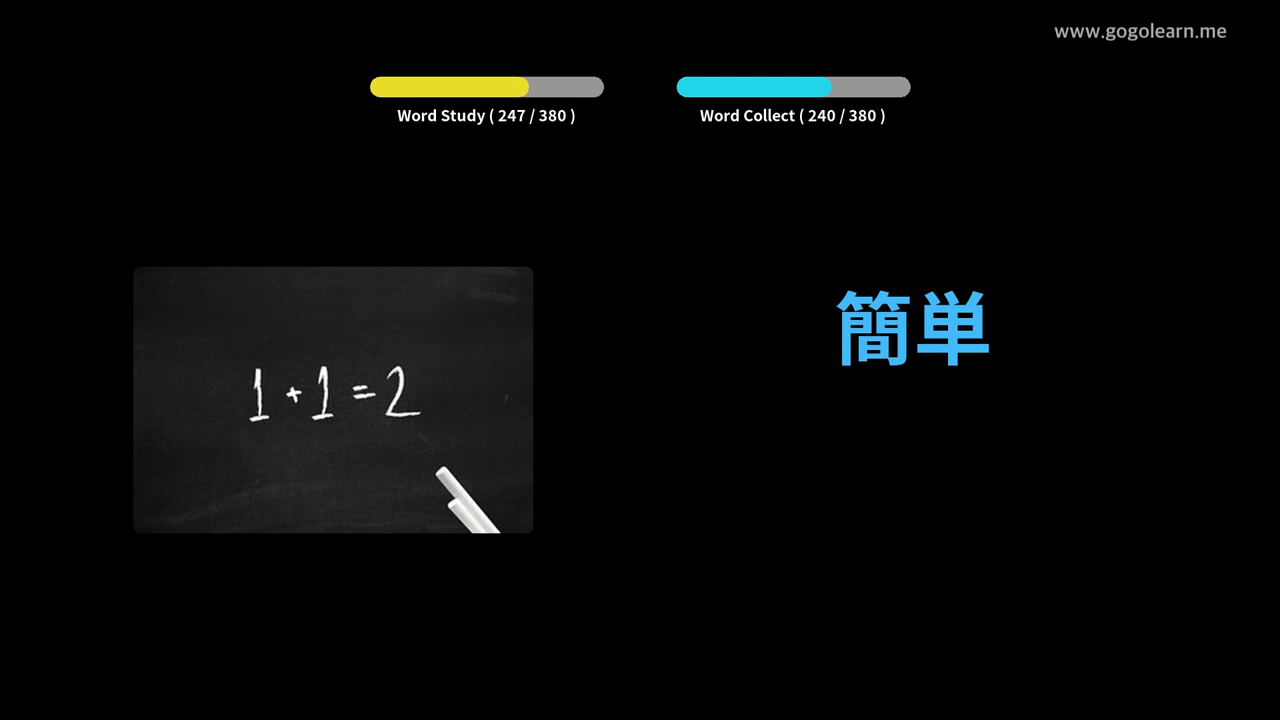 www.gogolearn.me
Word Study ( 247 / 380 )
Word Collect ( 240 / 380 )
1 + 1 = 2
簡単